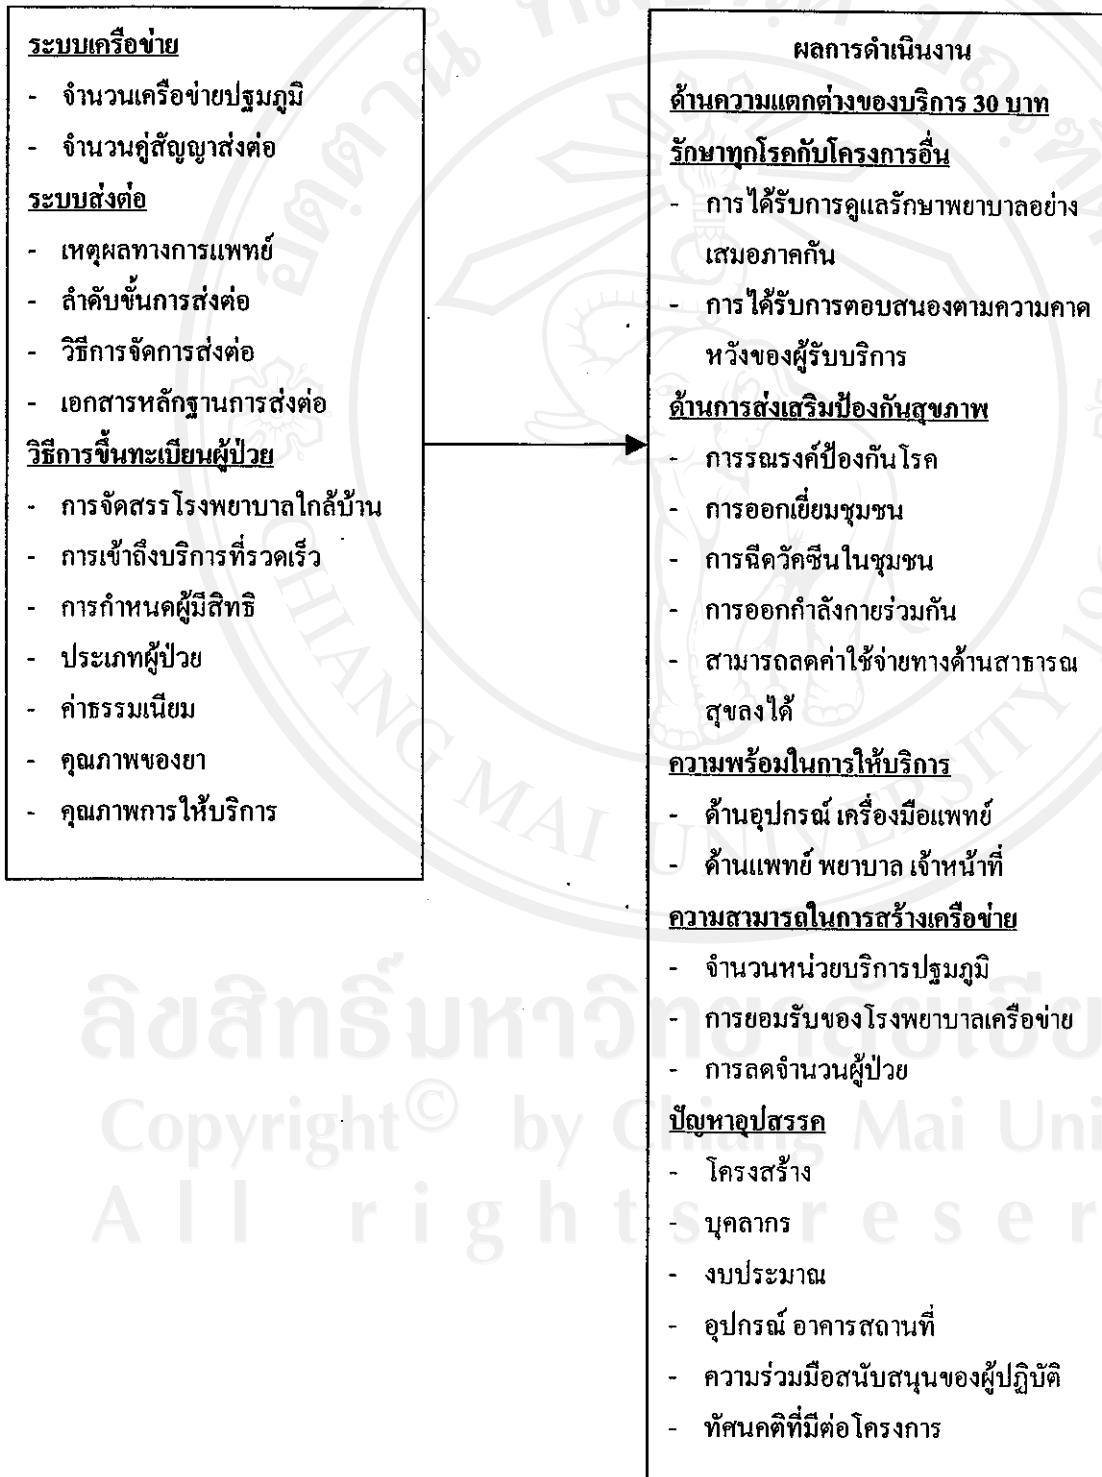 ระบบเครือข่าย
- จำนวนเครือข่ายปฐมภูมิ
- จำนวนคู่สัญญาส่งต่อ
ระบบส่งต่อ
- เหตุผลทางการแพทย์
- ลำดับขั้นการส่งต่อ
- วิธีการจัดการส่งต่อ
- เอกสารหลักฐานการส่งต่อ
วิธีการขึ้นทะเบียนผู้ป่วย
- การจัดสรรโรงพยาบาลใกล้บ้าน
- การเข้าถึงบริการที่รวดเร็ว
- การกำหนดผู้มีสิทธิ
- ประเภทผู้ป่วย
- ค่าธรรมเนียม
- คุณภาพของยา
- คุณภาพการให้บริการ
ผลการดำเนินงาน
ด้านความแตกต่างของบริการ 30 บาท
รักษาทุกโรคกับโครงการอื่น
- การได้รับการดูแลรักษาพยาบาลอย่าง
เสมอภาคกัน
- การได้รับการตอบสนองตามความคาด
หวังของผู้รับบริการ
ด้านการส่งเสริมป้องกันสุขภาพ
- การรณรงค์ป้องกันโรค
- การออกเยี่ยมชุมชน
- การฉีดวัคซีนในชุมชน
- การออกกำลังกายร่วมกัน
- สามารถลดค่าใช้จ่ายทางด้านสาธารณ
สุขลงได้
ความพร้อมในการให้บริการ
- ด้านอุปกรณ์ เครื่องมือแพทย์
- ด้านแพทย์ พยาบาล เจ้าหน้าที่
ความสามารถในการสร้างเครือข่าย
- จำนวนหน่วยบริการปฐมภูมิ
- การยอมรับของโรงพยาบาลเครือข่าย
- การลดจำนวนผู้ป่วย
ปัญหาอุปสรรค
- โครงสร้าง
- บุคลากร
- งบประมาณ
- อุปกรณ์ อาคารสถานที่
- ความร่วมมือสนับสนุนของผู้ปฏิบัติ
- ทัศนคติที่มีต่อโครงการ
CHIANG MAI UNIVERSITY
ลิขสิทธิ์มหาวิทยาลัยเชีย
Copyright© by Chiang Mai Uni
All rights reser